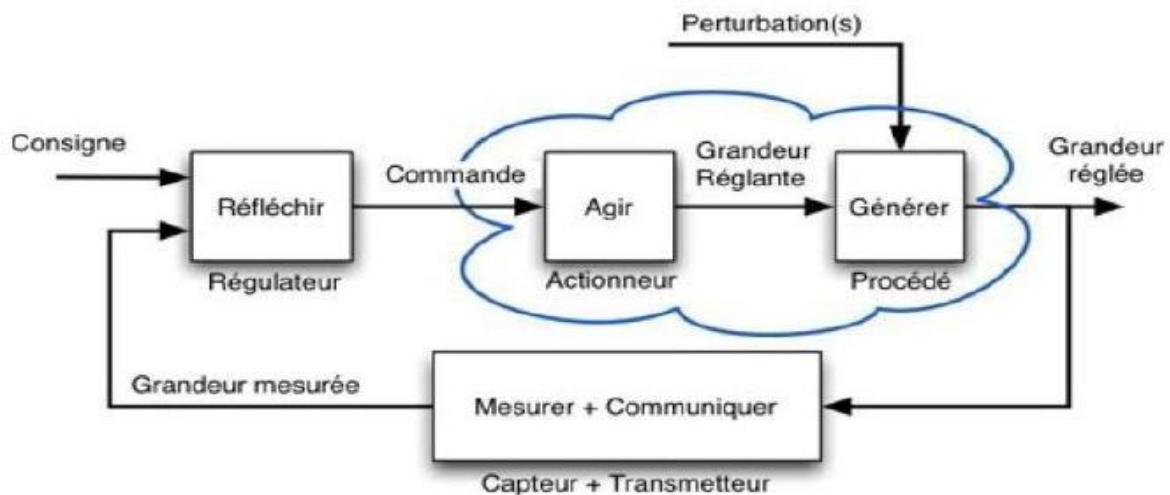 Perturbation(s)
Consigne
Commande
Grandeur
Réglante
Grandeur
réglée
Réfléchir
Agir
Générer
Régulateur
Actionneur
Procédé
Grandeur mesurée
Mesurer + Communiquer
Capteur + Transmetteur